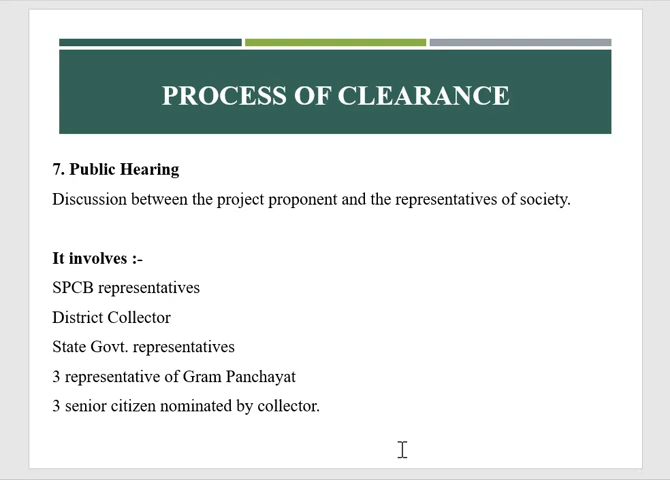 PROCESS OF CLEARANCE
7. Public Hearing
Discussion between the project proponent and the representatives of society.
It involves :-
SPCB representatives
District Collector
State Govt. representatives
3 representative of Gram Panchayat
3 senior citizen nominated by collector.